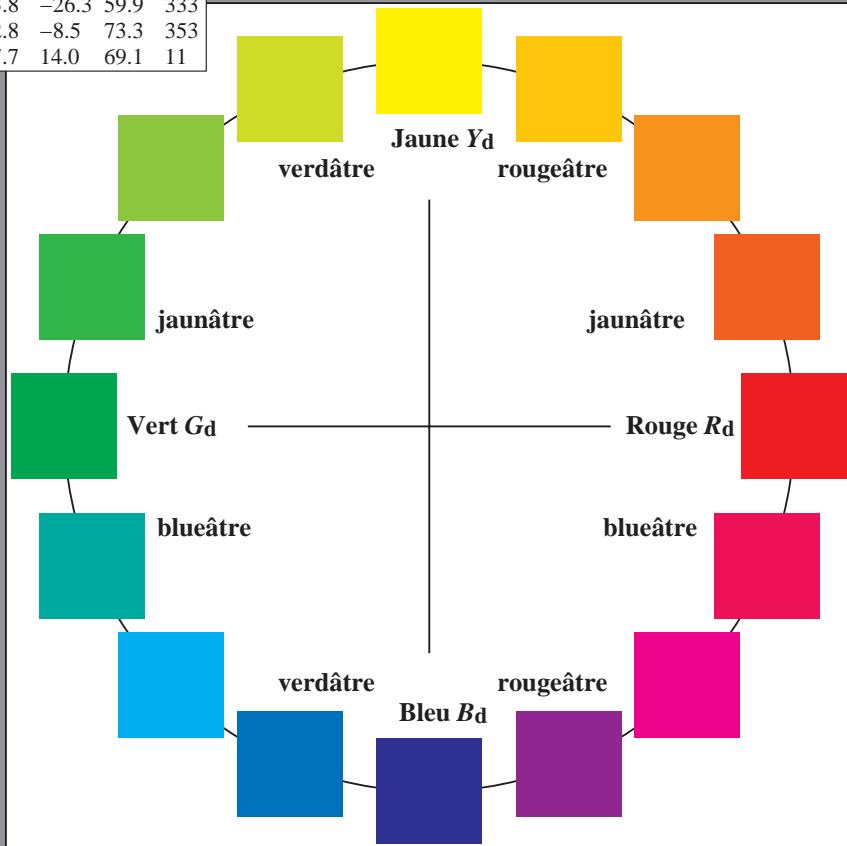 −26.3 59.9 333
−8.5 73.3 353
14.0 69.1 11
Jaune Yd
verdâtre rougeâtre
jaunâtre jaunâtre
Vert Gd Rouge Rd
blueâtre blueâtre
verdâtre rougeâtre
Bleu Bd